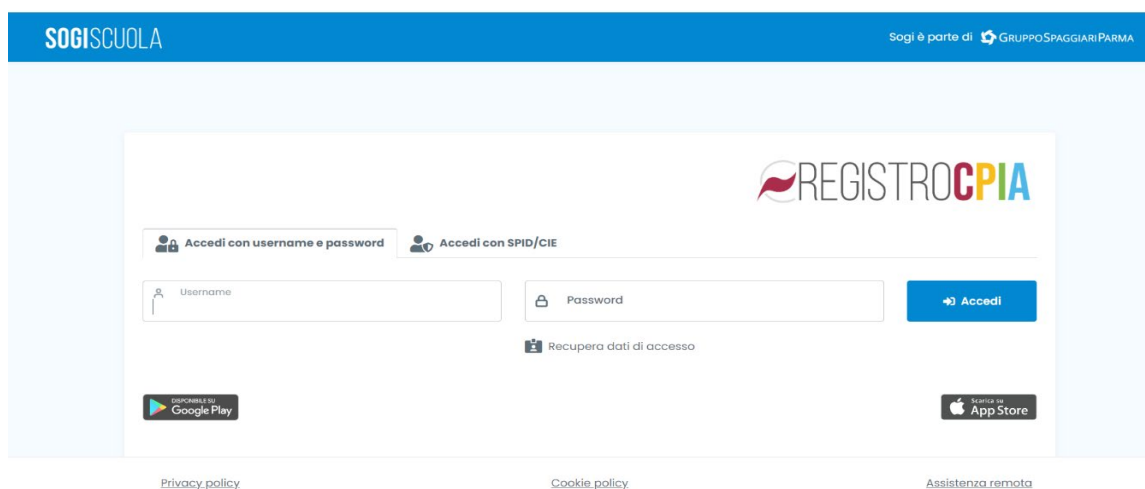 SOGISCUOLA
Sogi è parte di GRUPPOSPAGGIARIPARMA
REGISTROCPIA
Accedi con username e password
Accedi con SPID/CIE
Username
Password
Accedi
Recupera dati di accesso
DISPONIBILE SU
Google Play
Scarica su
App Store
Privacy policy
Cookie policy
Assistenza remota